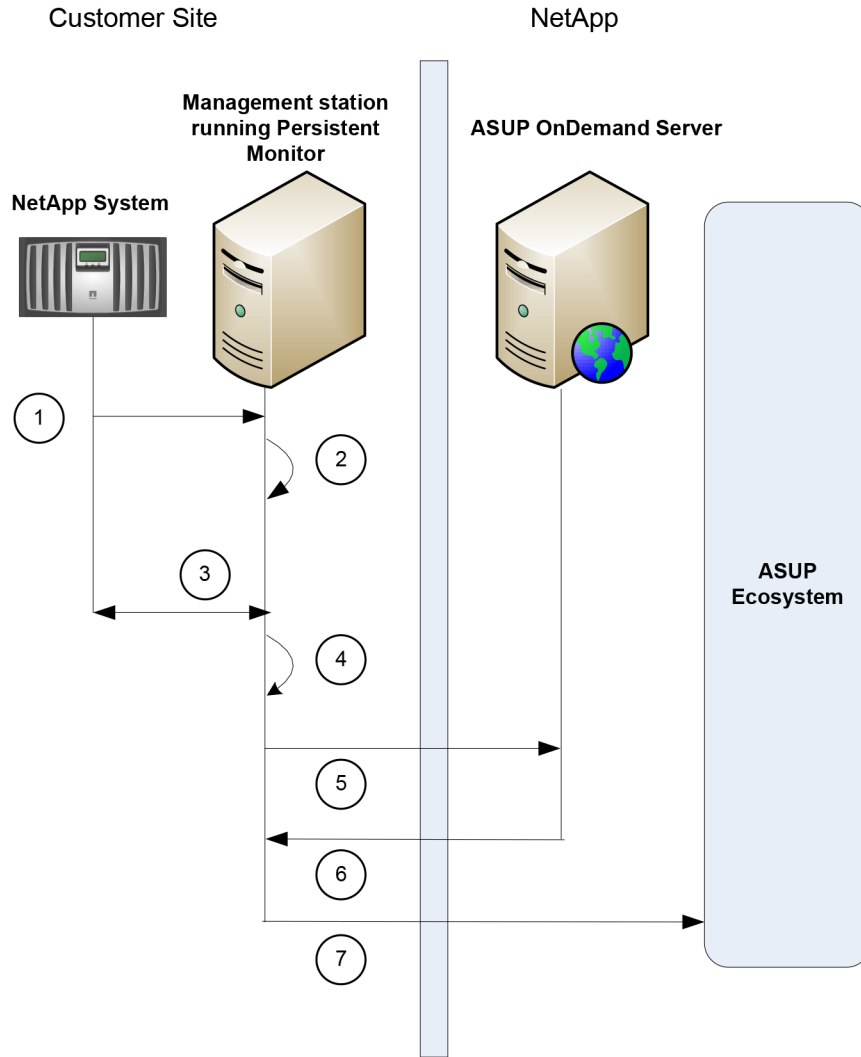 Customer Site
NetApp
Management station
running Persistent
Monitor
ASUP OnDemand Server
NetApp System
1
2
3
ASUP
Ecosystem
4
5
6
7